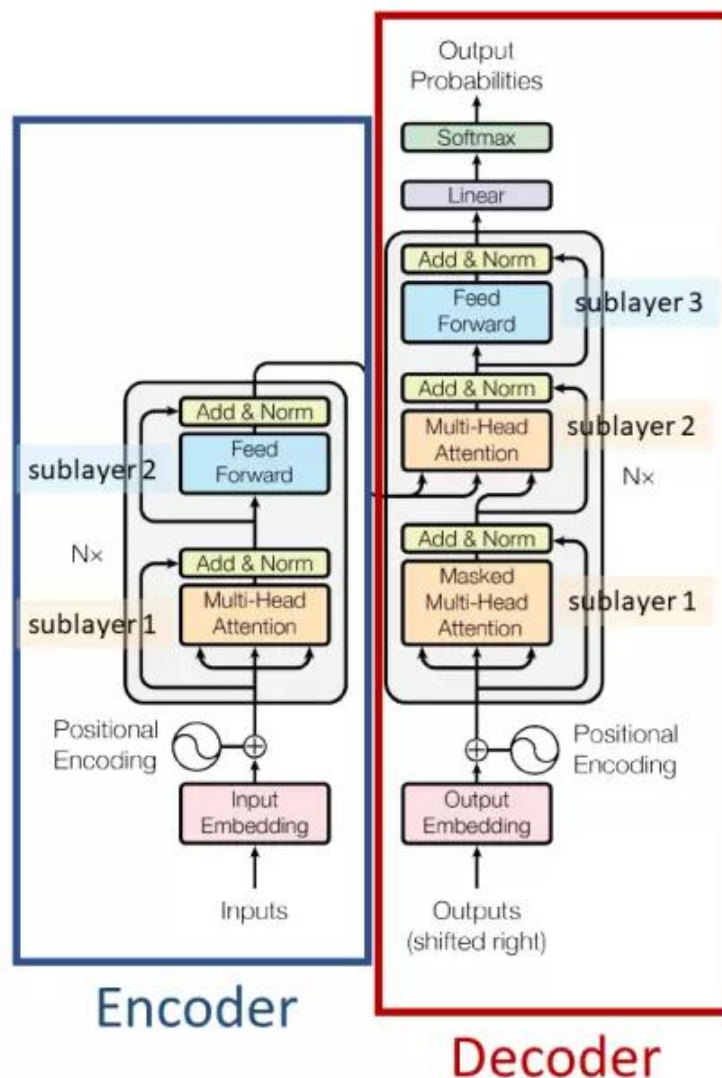 Output
Probabilities
Softmax
Linear
Add & Norm
Feed
Forward
sublayer 3
Add & Norm
Multi-Head
Attention
sublayer 2
Nx
Add & Norm
Masked
Multi-Head
Attention
sublayer 1
Positional
Encoding
Output
Embedding
Outputs
(shifted right)
Add & Norm
Feed
Forward
sublayer 2
Nx
Add & Norm
Multi-Head
Attention
sublayer 1
Positional
Encoding
Input
Embedding
Inputs
Encoder
Decoder